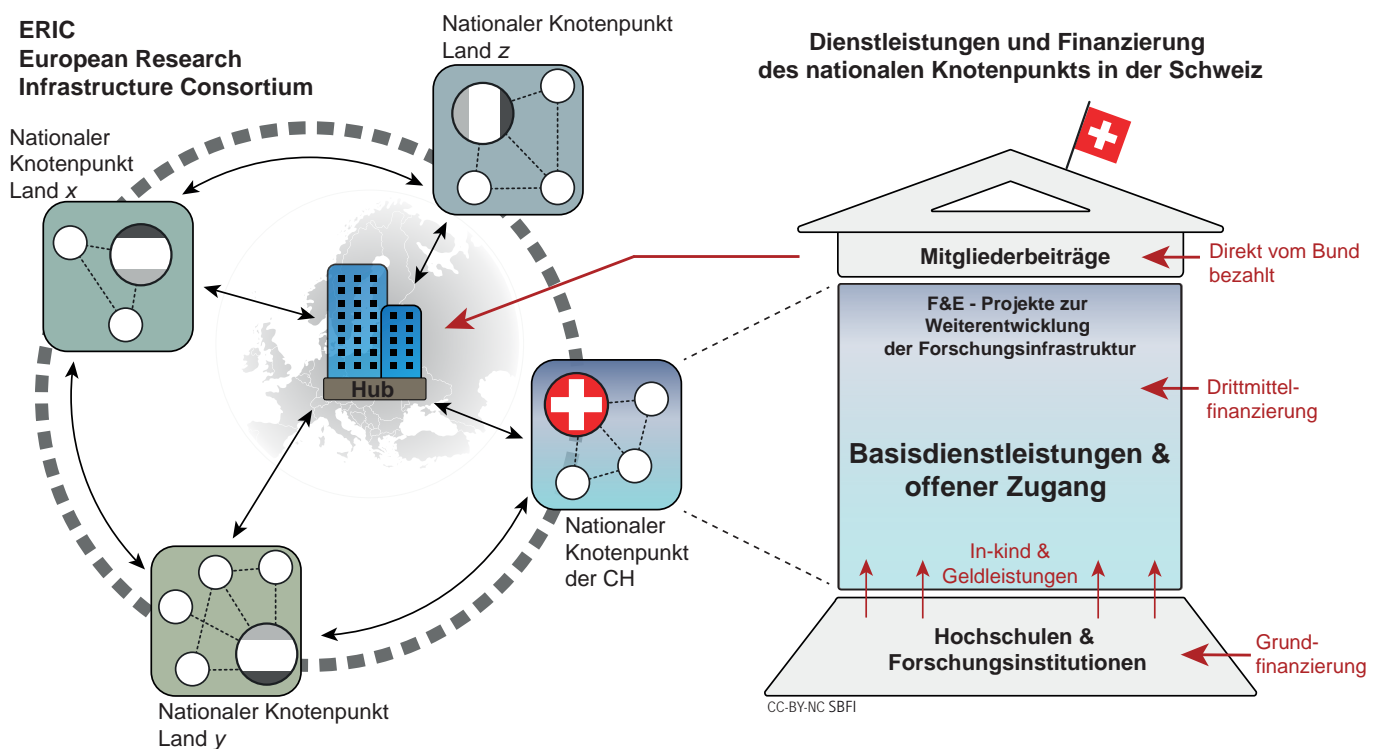 ERIC
European Research
Infrastructure Consortium
Nationaler Knotenpunkt
Land z
Nationaler
Knotenpunkt
Land x
Hub
Nationaler
Knotenpunkt
der CH
Nationaler Knotenpunkt
Land y
Dienstleistungen und Finanzierung
des nationalen Knotenpunkts in der Schweiz
Mitgliederbeiträge
Direkt vom Bund
bezahlt
F&E - Projekte zur
Weiterentwicklung
der Forschungsinfrastruktur
Drittmittel-
finanzierung
Basisdienstleistungen &
offener Zugang
In-kind &
Geldleistungen
Hochschulen &
Forschungsinstitutionen
Grund-
finanzierung
CC-BY-NC SBFI